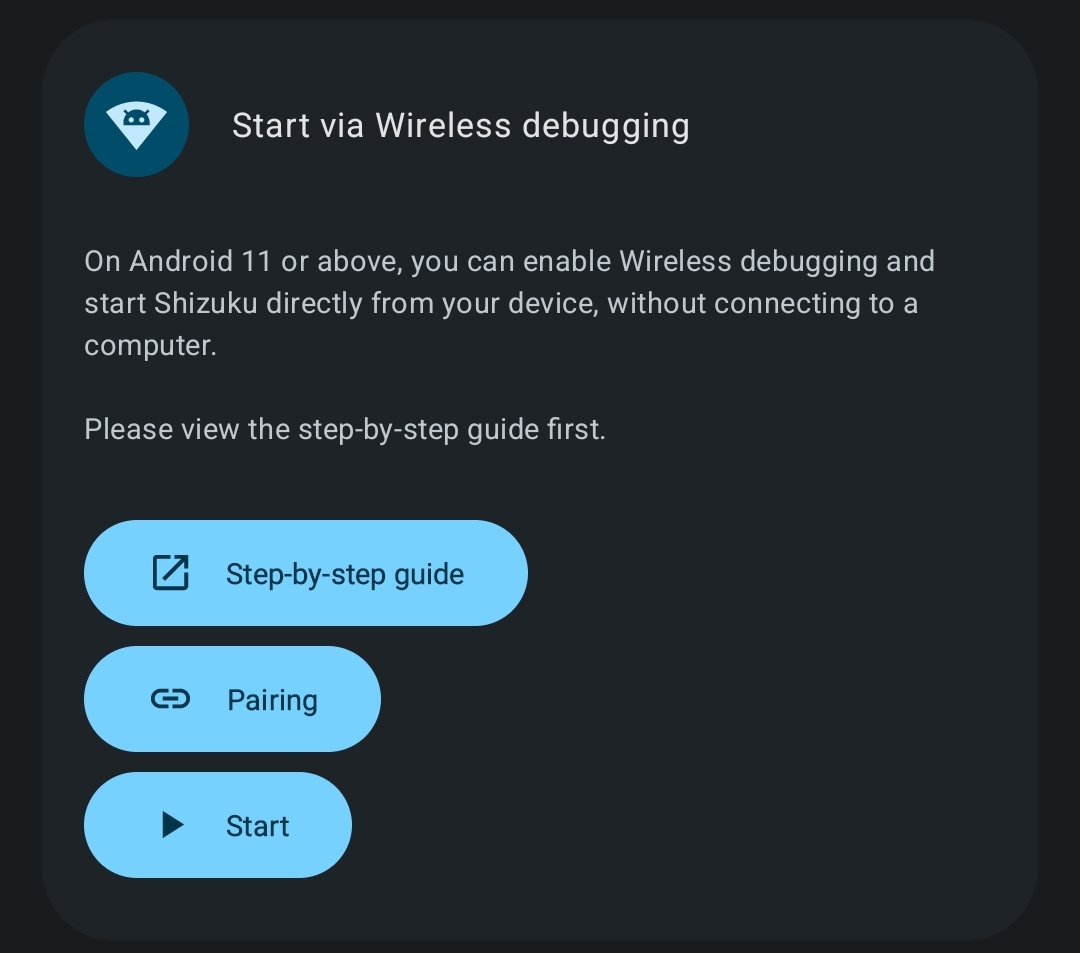 Start via Wireless debugging
On Android 11 or above, you can enable Wireless debugging and
start Shizuku directly from your device, without connecting to a
computer.
Please view the step-by-step guide first.
Step-by-step guide
Pairing
Start